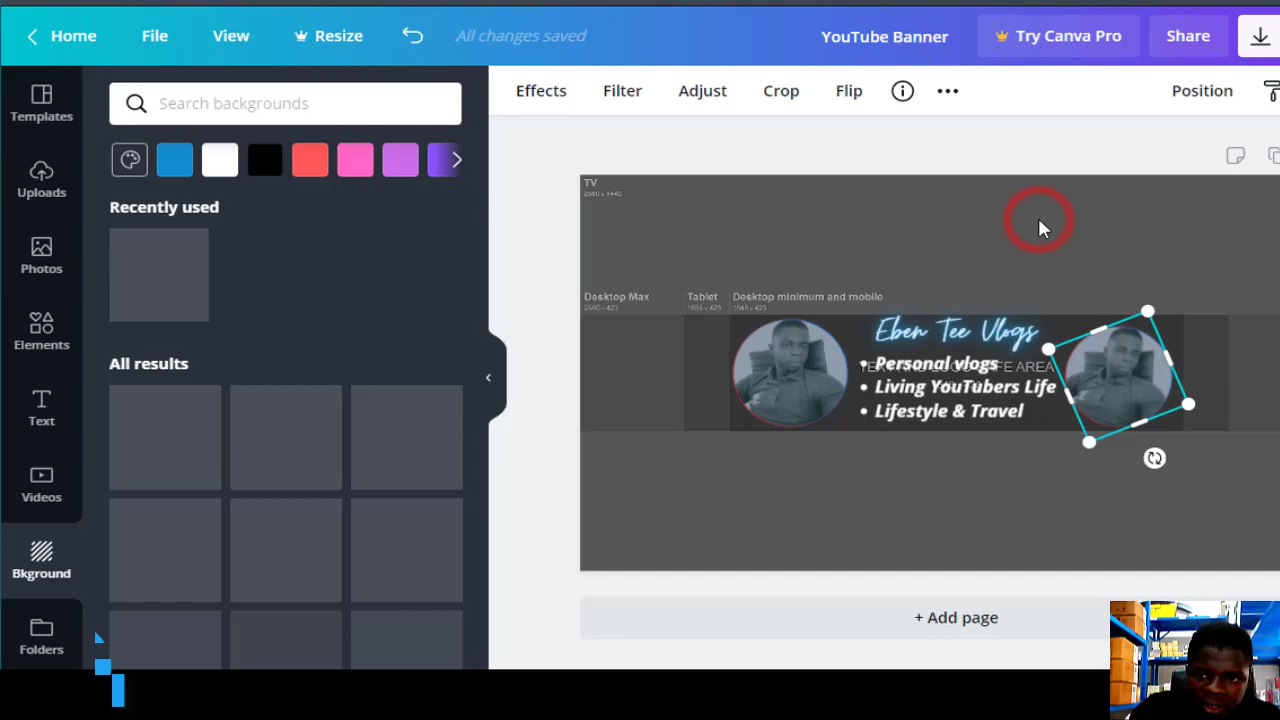 Home
File
View
Resize
All changes saved
YouTube Banner
Try Canva Pro
Share
Templates
Uploads
Photos
Elements
Text
Videos
Bkground
Folders
Search backgrounds
Recently used
All results
Effects
Filter
Adjust
Crop
Flip
Position
TV
2560 x 1440
Desktop Max
Tablet
Desktop minimum and mobile
Eben Tee Vlogs
• Personal vlogs
• Living YouTubers Life
• Lifestyle & Travel
+ Add page